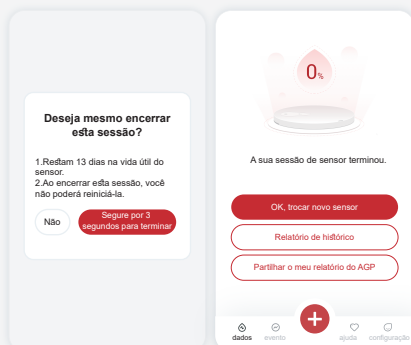 Deseja mesmo encerrar
esta sessão?
1.Restam 13 dias na vida útil do
sensor.
2.Ao encerrar esta sessão, você
não poderá reiniciá-la.
Não
Segure por 3
segundos para terminar
0%
A sua sessão de sensor terminou.
OK, trocar novo sensor
Relatório de histórico
Partilhar o meu relatório do AGP
dados
evento
ajuda
configuração